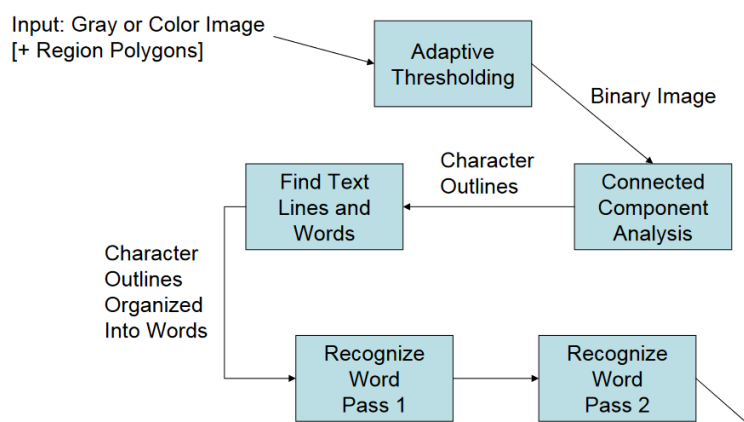 Input: Gray or Color Image
[+ Region Polygons]
Adaptive
Thresholding
Binary Image
Character
Outlines
Find Text
Lines and
Words
Connected
Component
Analysis
Character
Outlines
Organized
Into Words
Recognize
Word
Pass 1
Recognize
Word
Pass 2